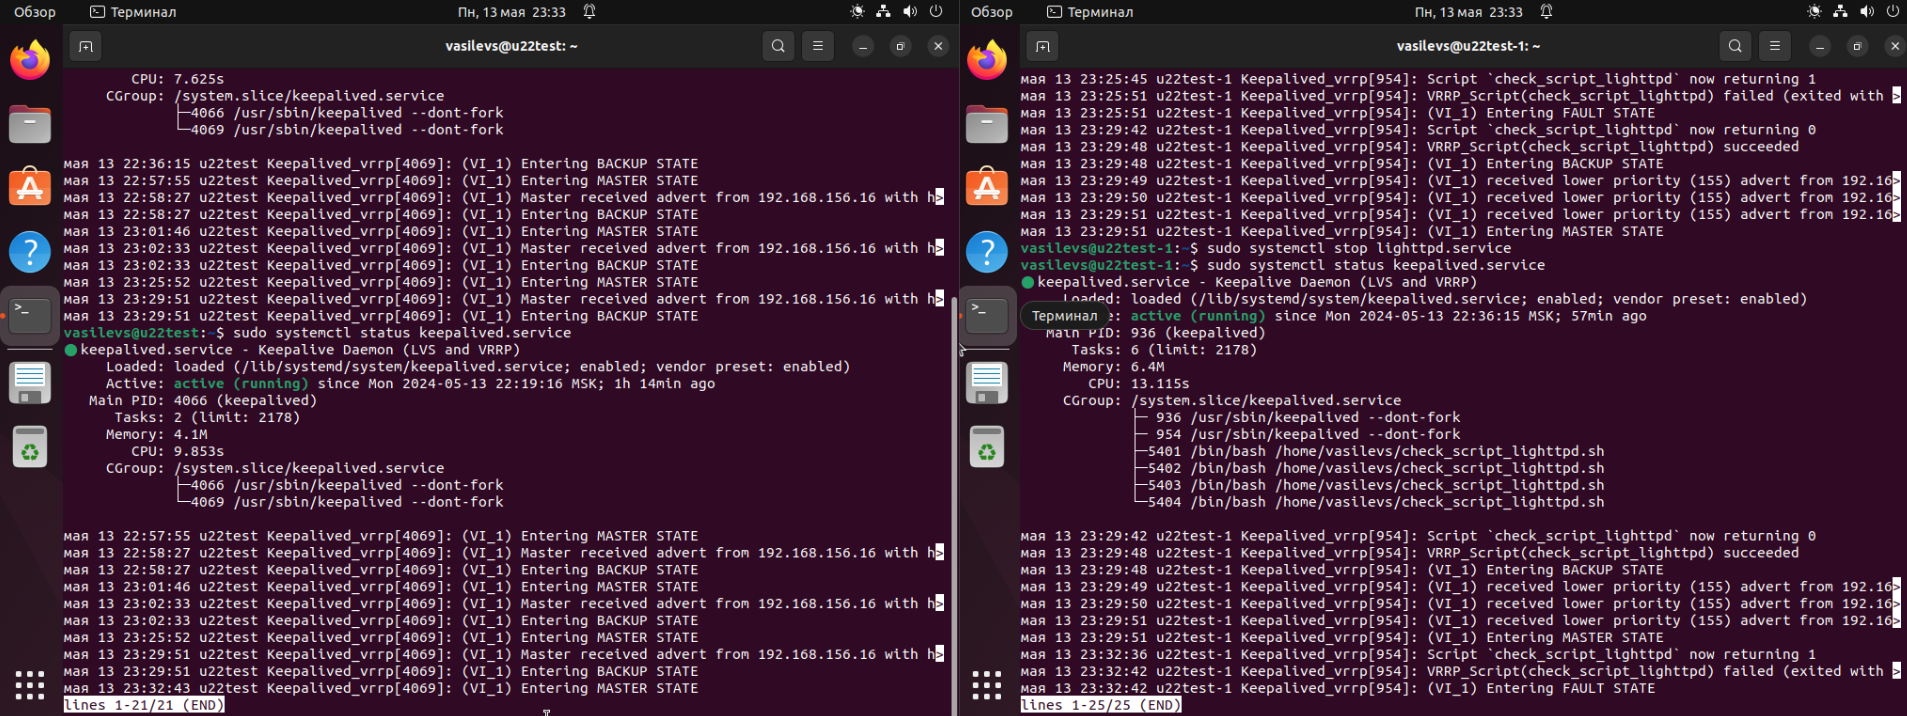 Обзор
Терминал
Пн, 13 мая 23:33
vasilevs@u22test: ~
CPU: 7.625s
CGroup: /system.slice/keepalived.service
├─4066 /usr/sbin/keepalived --dont-fork
└─4069 /usr/sbin/keepalived --dont-fork
мая 13 22:36:15 u22test Keepalived_vrrp[4069]: (VI_1) Entering BACKUP STATE
мая 13 22:57:55 u22test Keepalived_vrrp[4069]: (VI_1) Entering MASTER STATE
мая 13 22:58:27 u22test Keepalived_vrrp[4069]: (VI_1) Master received advert from 192.168.156.16 with h>
мая 13 22:58:27 u22test Keepalived_vrrp[4069]: (VI_1) Entering BACKUP STATE
мая 13 23:01:46 u22test Keepalived_vrrp[4069]: (VI_1) Entering MASTER STATE
мая 13 23:02:33 u22test Keepalived_vrrp[4069]: (VI_1) Master received advert from 192.168.156.16 with h>
мая 13 23:02:33 u22test Keepalived_vrrp[4069]: (VI_1) Entering BACKUP STATE
мая 13 23:25:52 u22test Keepalived_vrrp[4069]: (VI_1) Entering MASTER STATE
мая 13 23:29:51 u22test Keepalived_vrrp[4069]: (VI_1) Master received advert from 192.168.156.16 with h>
мая 13 23:29:51 u22test Keepalived_vrrp[4069]: (VI_1) Entering BACKUP STATE
vasilevs@u22test:~$ sudo systemctl status keepalived.service
● keepalived.service - Keepalive Daemon (LVS and VRRP)
Loaded: loaded (/lib/systemd/system/keepalived.service; enabled; vendor preset: enabled)
Active: active (running) since Mon 2024-05-13 22:19:16 MSK; 1h 14min ago
Main PID: 4066 (keepalived)
Tasks: 2 (limit: 2178)
Memory: 4.1M
CPU: 9.853s
CGroup: /system.slice/keepalived.service
├─4066 /usr/sbin/keepalived --dont-fork
└─4069 /usr/sbin/keepalived --dont-fork
мая 13 22:57:55 u22test Keepalived_vrrp[4069]: (VI_1) Entering MASTER STATE
мая 13 22:58:27 u22test Keepalived_vrrp[4069]: (VI_1) Master received advert from 192.168.156.16 with h>
мая 13 22:58:27 u22test Keepalived_vrrp[4069]: (VI_1) Entering BACKUP STATE
мая 13 23:01:46 u22test Keepalived_vrrp[4069]: (VI_1) Entering MASTER STATE
мая 13 23:02:33 u22test Keepalived_vrrp[4069]: (VI_1) Master received advert from 192.168.156.16 with h>
мая 13 23:02:33 u22test Keepalived_vrrp[4069]: (VI_1) Entering BACKUP STATE
мая 13 23:25:52 u22test Keepalived_vrrp[4069]: (VI_1) Entering MASTER STATE
мая 13 23:29:51 u22test Keepalived_vrrp[4069]: (VI_1) Master received advert from 192.168.156.16 with h>
мая 13 23:29:51 u22test Keepalived_vrrp[4069]: (VI_1) Entering BACKUP STATE
мая 13 23:32:43 u22test Keepalived_vrrp[4069]: (VI_1) Entering MASTER STATE
lines 1-21/21 (END)
Обзор
Терминал
Пн, 13 мая 23:33
vasilevs@u22test-1: ~
мая 13 23:25:45 u22test-1 Keepalived_vrrp[954]: Script `check_script_lighttpd` now returning 1
мая 13 23:25:51 u22test-1 Keepalived_vrrp[954]: VRRP_Script(check_script_lighttpd) failed (exited with >
мая 13 23:25:51 u22test-1 Keepalived_vrrp[954]: (VI_1) Entering FAULT STATE
мая 13 23:29:42 u22test-1 Keepalived_vrrp[954]: Script `check_script_lighttpd` now returning 0
мая 13 23:29:48 u22test-1 Keepalived_vrrp[954]: VRRP_Script(check_script_lighttpd) succeeded
мая 13 23:29:48 u22test-1 Keepalived_vrrp[954]: (VI_1) Entering BACKUP STATE
мая 13 23:29:49 u22test-1 Keepalived_vrrp[954]: (VI_1) received lower priority (155) advert from 192.16>
мая 13 23:29:50 u22test-1 Keepalived_vrrp[954]: (VI_1) received lower priority (155) advert from 192.16>
мая 13 23:29:51 u22test-1 Keepalived_vrrp[954]: (VI_1) received lower priority (155) advert from 192.16>
мая 13 23:29:51 u22test-1 Keepalived_vrrp[954]: (VI_1) Entering MASTER STATE
vasilevs@u22test-1:~$ sudo systemctl stop lighttpd.service
vasilevs@u22test-1:~$ sudo systemctl status keepalived.service
● keepalived.service - Keepalive Daemon (LVS and VRRP)
Loaded: loaded (/lib/systemd/system/keepalived.service; enabled; vendor preset: enabled)
Терминал e: active (running) since Mon 2024-05-13 22:36:15 MSK; 57min ago
Main PID: 936 (keepalived)
Tasks: 6 (limit: 2178)
Memory: 6.4M
CPU: 13.115s
CGroup: /system.slice/keepalived.service
├─ 936 /usr/sbin/keepalived --dont-fork
├─ 954 /usr/sbin/keepalived --dont-fork
├─5401 /bin/bash /home/vasilevs/check_script_lighttpd.sh
├─5402 /bin/bash /home/vasilevs/check_script_lighttpd.sh
├─5403 /bin/bash /home/vasilevs/check_script_lighttpd.sh
└─5404 /bin/bash /home/vasilevs/check_script_lighttpd.sh
мая 13 23:29:42 u22test-1 Keepalived_vrrp[954]: Script `check_script_lighttpd` now returning 0
мая 13 23:29:48 u22test-1 Keepalived_vrrp[954]: VRRP_Script(check_script_lighttpd) succeeded
мая 13 23:29:48 u22test-1 Keepalived_vrrp[954]: (VI_1) Entering BACKUP STATE
мая 13 23:29:49 u22test-1 Keepalived_vrrp[954]: (VI_1) received lower priority (155) advert from 192.16>
мая 13 23:29:50 u22test-1 Keepalived_vrrp[954]: (VI_1) received lower priority (155) advert from 192.16>
мая 13 23:29:51 u22test-1 Keepalived_vrrp[954]: (VI_1) received lower priority (155) advert from 192.16>
мая 13 23:29:51 u22test-1 Keepalived_vrrp[954]: (VI_1) Entering MASTER STATE
мая 13 23:32:36 u22test-1 Keepalived_vrrp[954]: Script `check_script_lighttpd` now returning 1
мая 13 23:32:42 u22test-1 Keepalived_vrrp[954]: VRRP_Script(check_script_lighttpd) failed (exited with >
мая 13 23:32:42 u22test-1 Keepalived_vrrp[954]: (VI_1) Entering FAULT STATE
lines 1-25/25 (END)